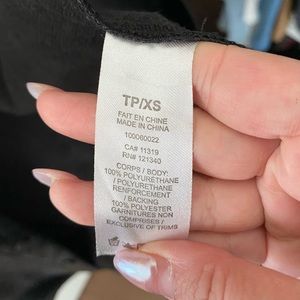 TP/XS
FAIT EN CHINE
MADE IN CHINA
100080022
CA# 11319
RN# 121340
CORPS / BODY:
100% POLYURÉTHANE
/ POLYURETHANE
RENFORCEMENT
/ BACKING
100% POLYESTER
GARNITURES NON
COMPRISES /
EXCLUSIVE OF TRIMS